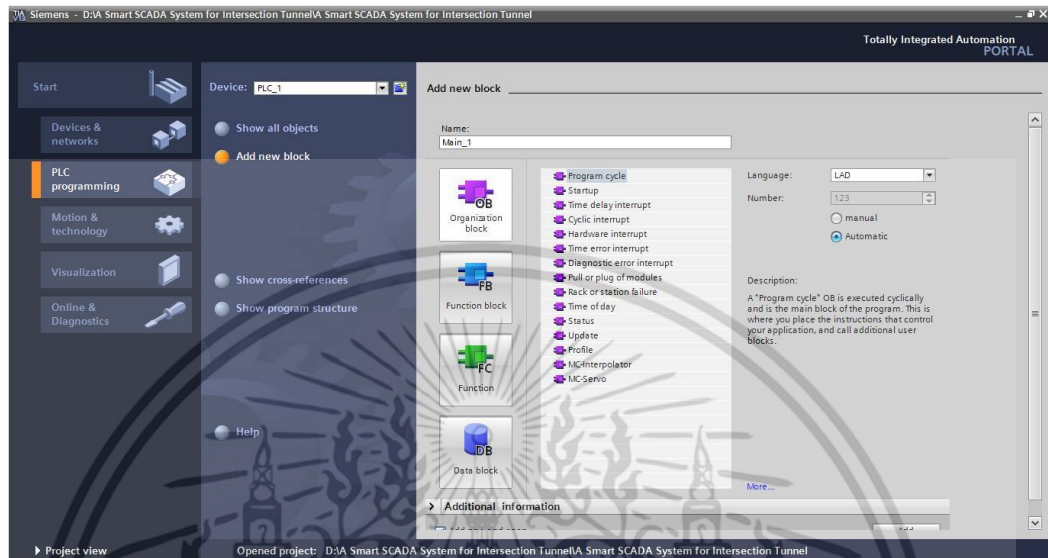 Siemens - D:\A Smart SCADA System for Intersection Tunnel\A Smart SCADA System for Intersection Tunnel
Totally Integrated Automation
PORTAL
Start
Devices &
networks
PLC
programming
Motion &
technology
Visualization
Online &
Diagnostics
Device: PLC_1
Show all objects
Add new block
Show cross-references
Show program structure
Help
Add new block
Name:
Main_1
OB
Organization
block
FB
Function block
FC
Function
DB
Data block
Program cycle
Startup
Time delay interrupt
Cyclic interrupt
Hardware interrupt
Time error interrupt
Diagnostic error interrupt
Pull or plug of modules
Rack or station failure
Time of day
Status
Update
Profile
MC-Interpolator
MC-Servo
Language: LAD
Number: 123
manual
Automatic
Description:
A "Program cycle" OB is executed cyclically
and is the main block of the program. This is
where you place the instructions that control
your application, and call additional user
blocks.
More...
> Additional information
Project view
Opened project: D:\A Smart SCADA System for Intersection Tunnel\A Smart SCADA System for Intersection Tunnel